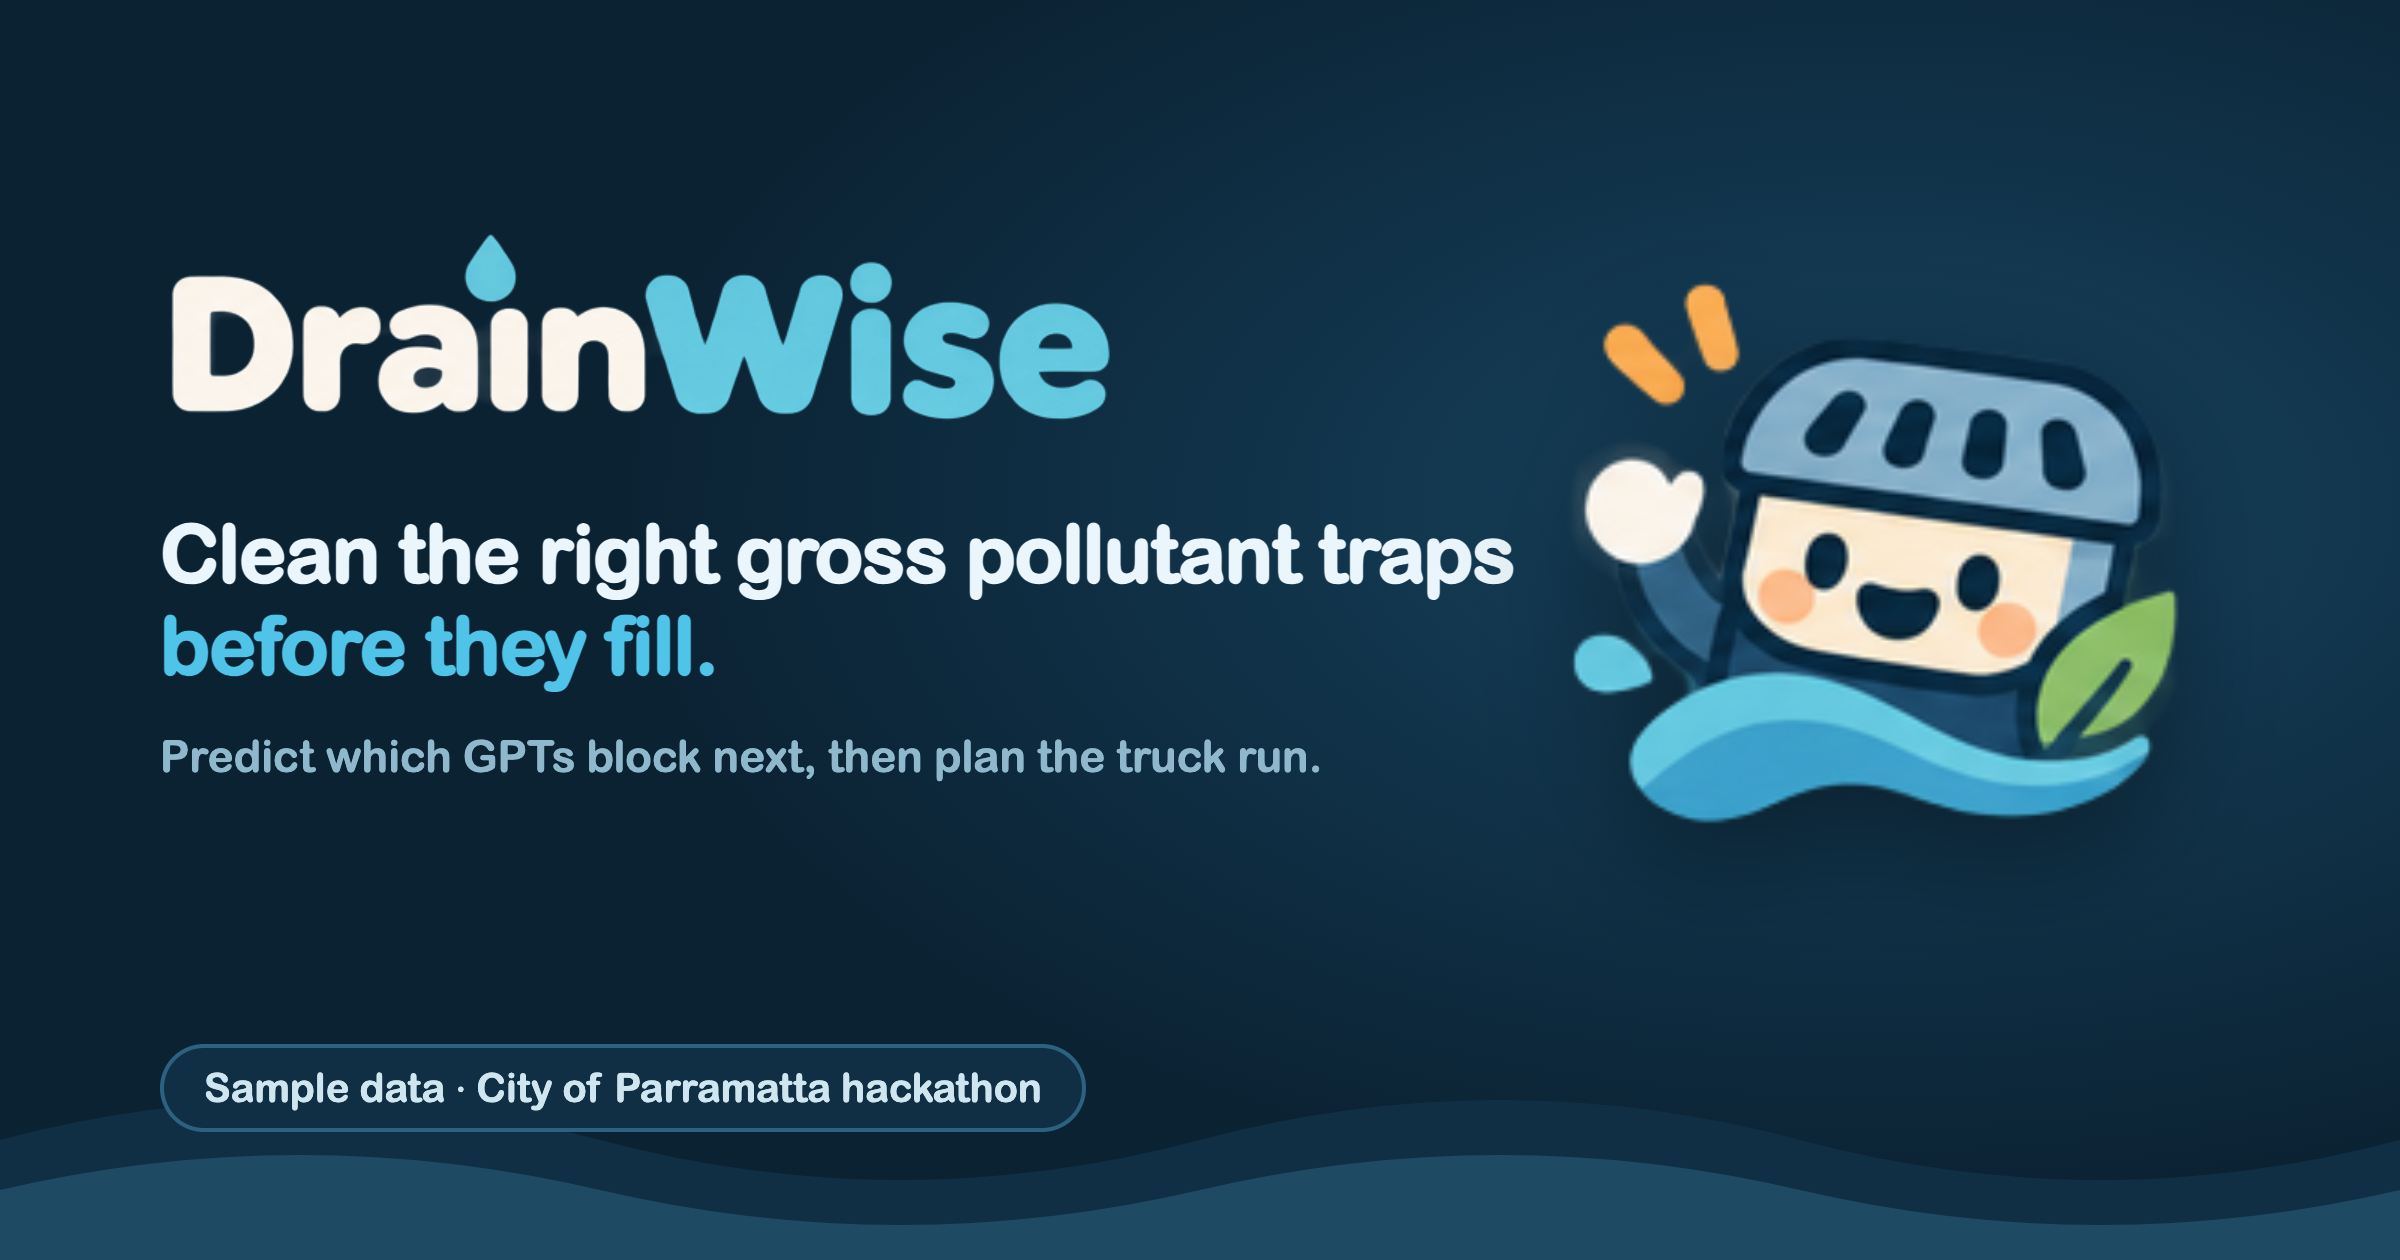 DrainWise
Clean the right gross pollutant traps
before they fill.
Predict which GPTs block next, then plan the truck run.
Sample data · City of Parramatta hackathon